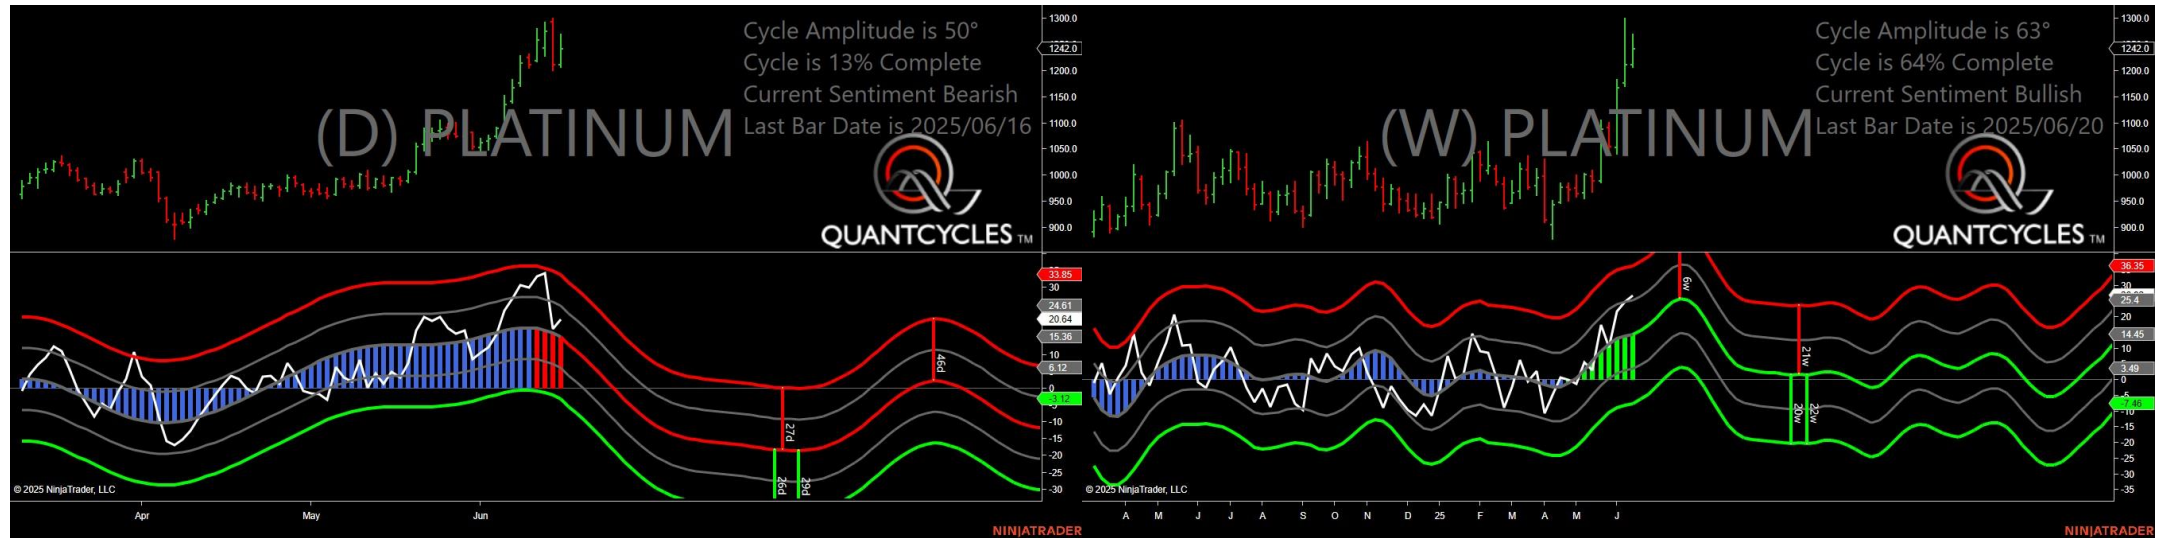 Cycle Amplitude is 50°
Cycle is 13% Complete
Current Sentiment Bearish
Last Bar Date is 2025/06/16
(D) PLATINUM
QUANTCYCLES TM
1300.0
1242.0
1200.0
1150.0
1100.0
1050.0
1000.0
950.0
900.0
33.85
30
24.61
20.64
15.36
10
6.12
0
-3.12
-10
-15
-20
-25
-30
27d
26d
29d
46d
© 2025 NinjaTrader, LLC
Apr May Jun
NINJATRADER
Cycle Amplitude is 63°
Cycle is 64% Complete
Current Sentiment Bullish
Last Bar Date is 2025/06/20
(W) PLATINUM
QUANTCYCLES TM
1300.0
1242.0
1200.0
1150.0
1100.0
1050.0
1000.0
950.0
900.0
36.35
30
25.4
20
14.45
10
3.49
0
-5
-7.46
-10
-15
-20
-25
-30
-35
6w
21w
20w
22w
© 2025 NinjaTrader, LLC
A M J J A S O N D 25 F M A M J
NINJATRADER